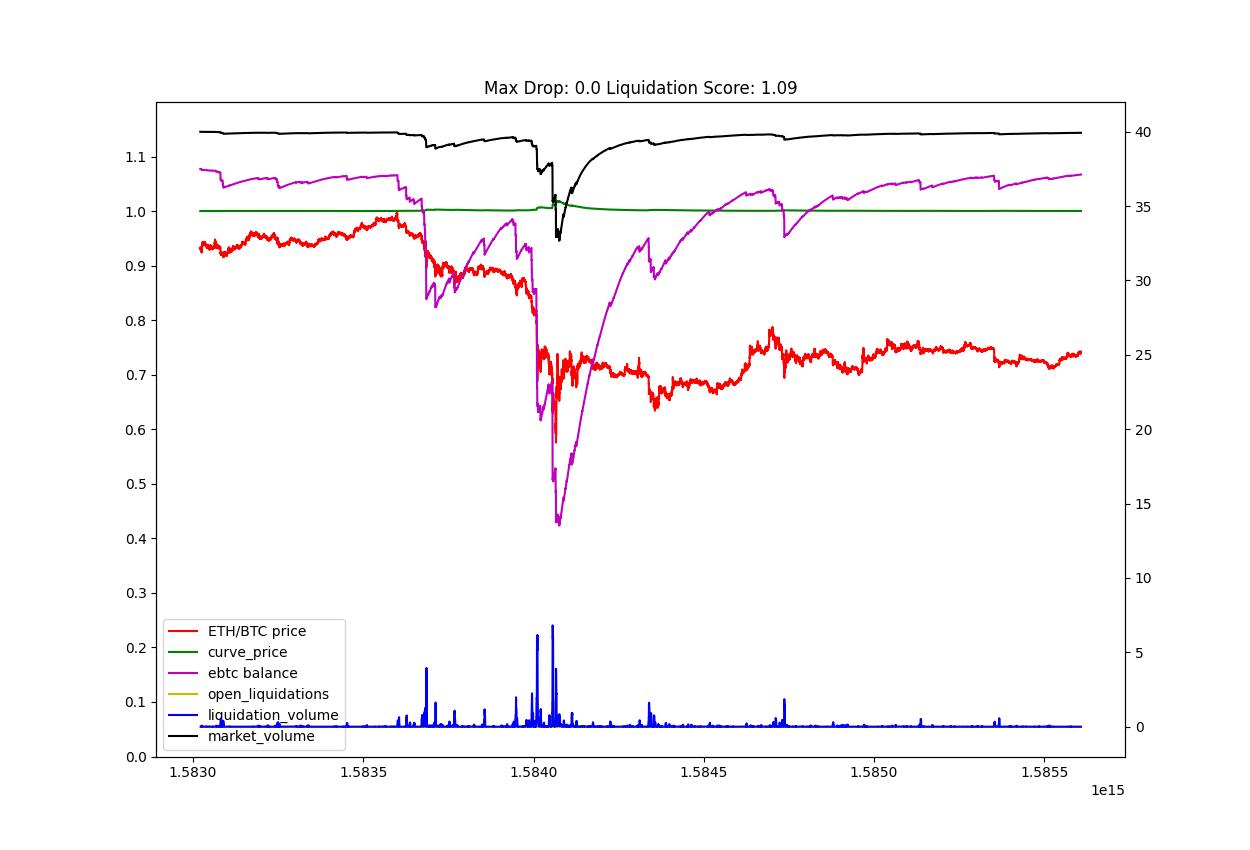 Max Drop: 0.0 Liquidation Score: 1.09
1.1
1.0
0.9
0.8
0.7
0.6
0.5
0.4
0.3
0.2
0.1
0.0
40
35
30
25
20
15
10
5
0
ETH/BTC price
curve_price
ebtc balance
open_liquidations
liquidation_volume
market_volume
1.5830 1.5835 1.5840 1.5845 1.5850 1.5855
1e15